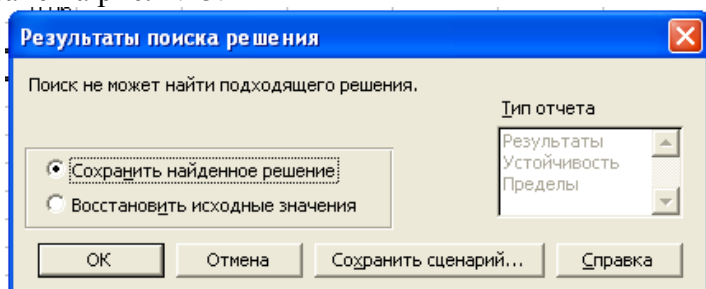 Результаты поиска решения
Поиск не может найти подходящего решения.
Тип отчета
Результаты
Устойчивость
Пределы
Сохранить найденное решение
Восстановить исходные значения
ОК
Отмена
Сохранить сценарий...
Справка